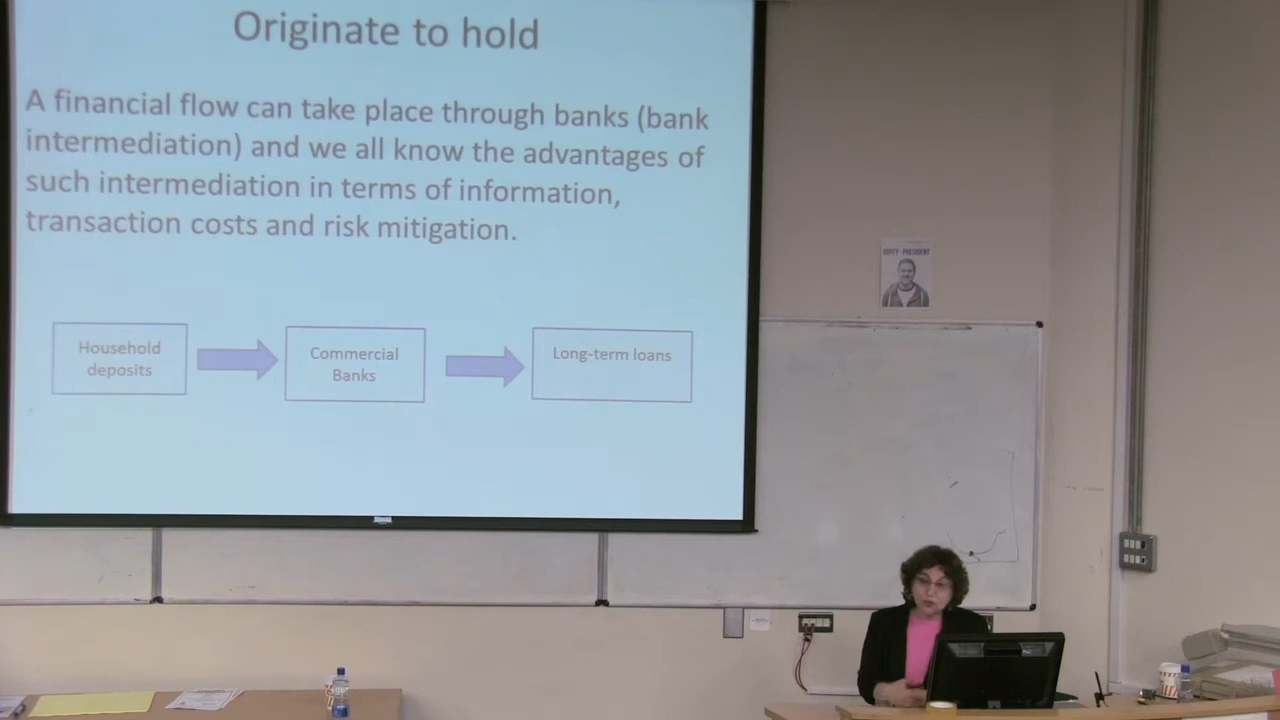 Originate to hold
A financial flow can take place through banks (bank
intermediation) and we all know the advantages of
such intermediation in terms of information,
transaction costs and risk mitigation.
Household
deposits
Commercial
Banks
Long-term loans
PRESIDENT